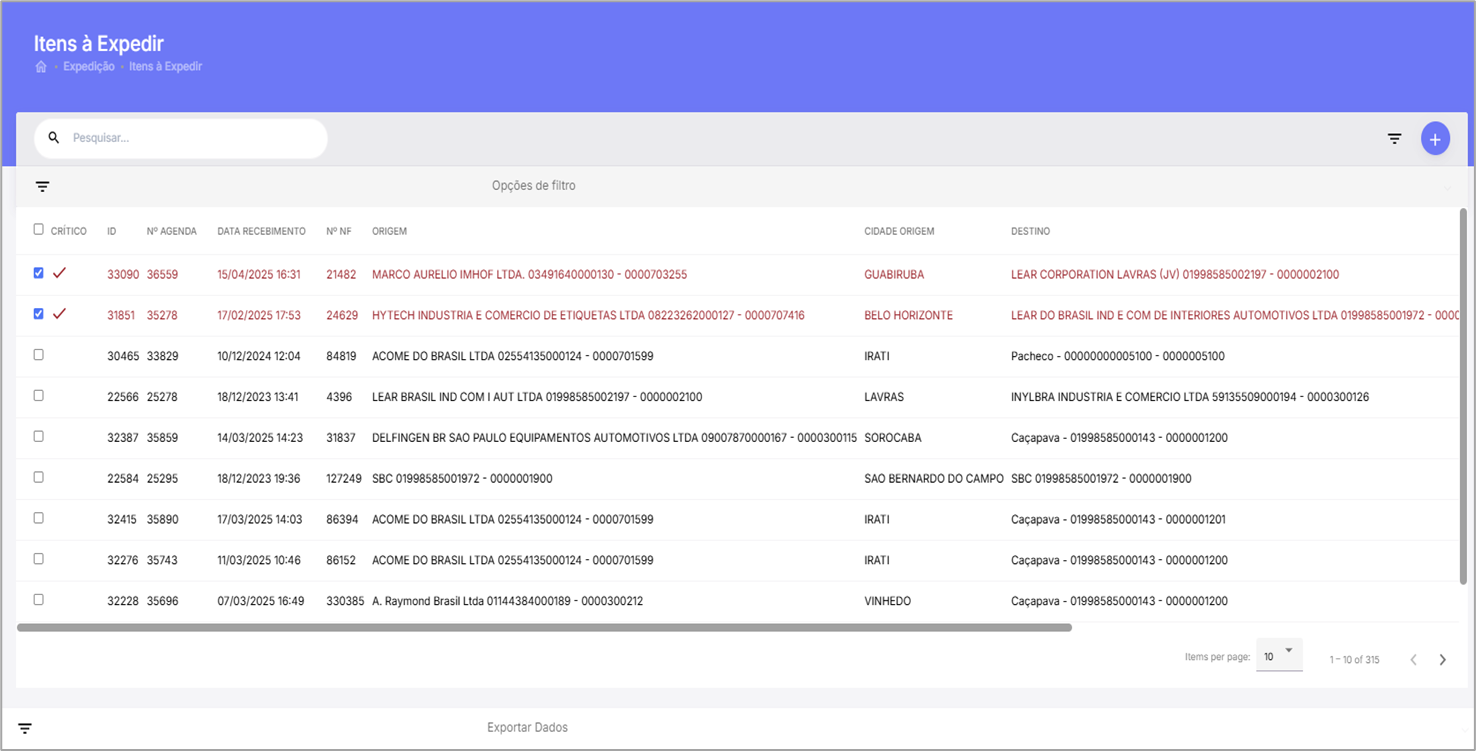 Itens à Expedir
Expedição · Itens à Expedir
Pesquisar...
+
Opções de filtro
CRÍTICO ID Nº AGENDA DATA RECEBIMENTO Nº NF ORIGEM CIDADE ORIGEM DESTINO
33090 36559 15/04/2025 16:31 21482 MARCO AURELIO IMHOF LTDA. 03491640000130 - 0000703255 GUABIRUBA LEAR CORPORATION LAVRAS (JV) 01998585002197 - 0000002100
31851 35278 17/02/2025 17:53 24629 HYTECH INDUSTRIA E COMERCIO DE ETIQUETAS LTDA 08223262000127 - 0000707416 BELO HORIZONTE LEAR DO BRASIL IND E COM DE INTERIORES AUTOMOTIVOS LTDA 01998585001972 - 0000
30465 33829 10/12/2024 12:04 84819 ACOME DO BRASIL LTDA 02554135000124 - 0000701599 IRATI Pacheco - 00000000005100 - 0000005100
22566 25278 18/12/2023 13:41 4396 LEAR BRASIL IND COM I AUT LTDA 01998585002197 - 0000002100 LAVRAS INYLBRA INDUSTRIA E COMERCIO LTDA 59135509000194 - 0000300126
32387 35859 14/03/2025 14:23 31837 DELFINGEN BR SAO PAULO EQUIPAMENTOS AUTOMOTIVOS LTDA 09007870000167 - 0000300115 SOROCABA Caçapava - 01998585000143 - 0000001200
22584 25295 18/12/2023 19:36 127249 SBC 01998585001972 - 0000001900 SAO BERNARDO DO CAMPO SBC 01998585001972 - 0000001900
32415 35890 17/03/2025 14:03 86394 ACOME DO BRASIL LTDA 02554135000124 - 0000701599 IRATI Caçapava - 01998585000143 - 0000001201
32276 35743 11/03/2025 10:46 86152 ACOME DO BRASIL LTDA 02554135000124 - 0000701599 IRATI Caçapava - 01998585000143 - 0000001200
32228 35696 07/03/2025 16:49 330385 A. Raymond Brasil Ltda 01144384000189 - 0000300212 VINHEDO Caçapava - 01998585000143 - 0000001200
Items per page: 10 1 – 10 of 315
Exportar Dados